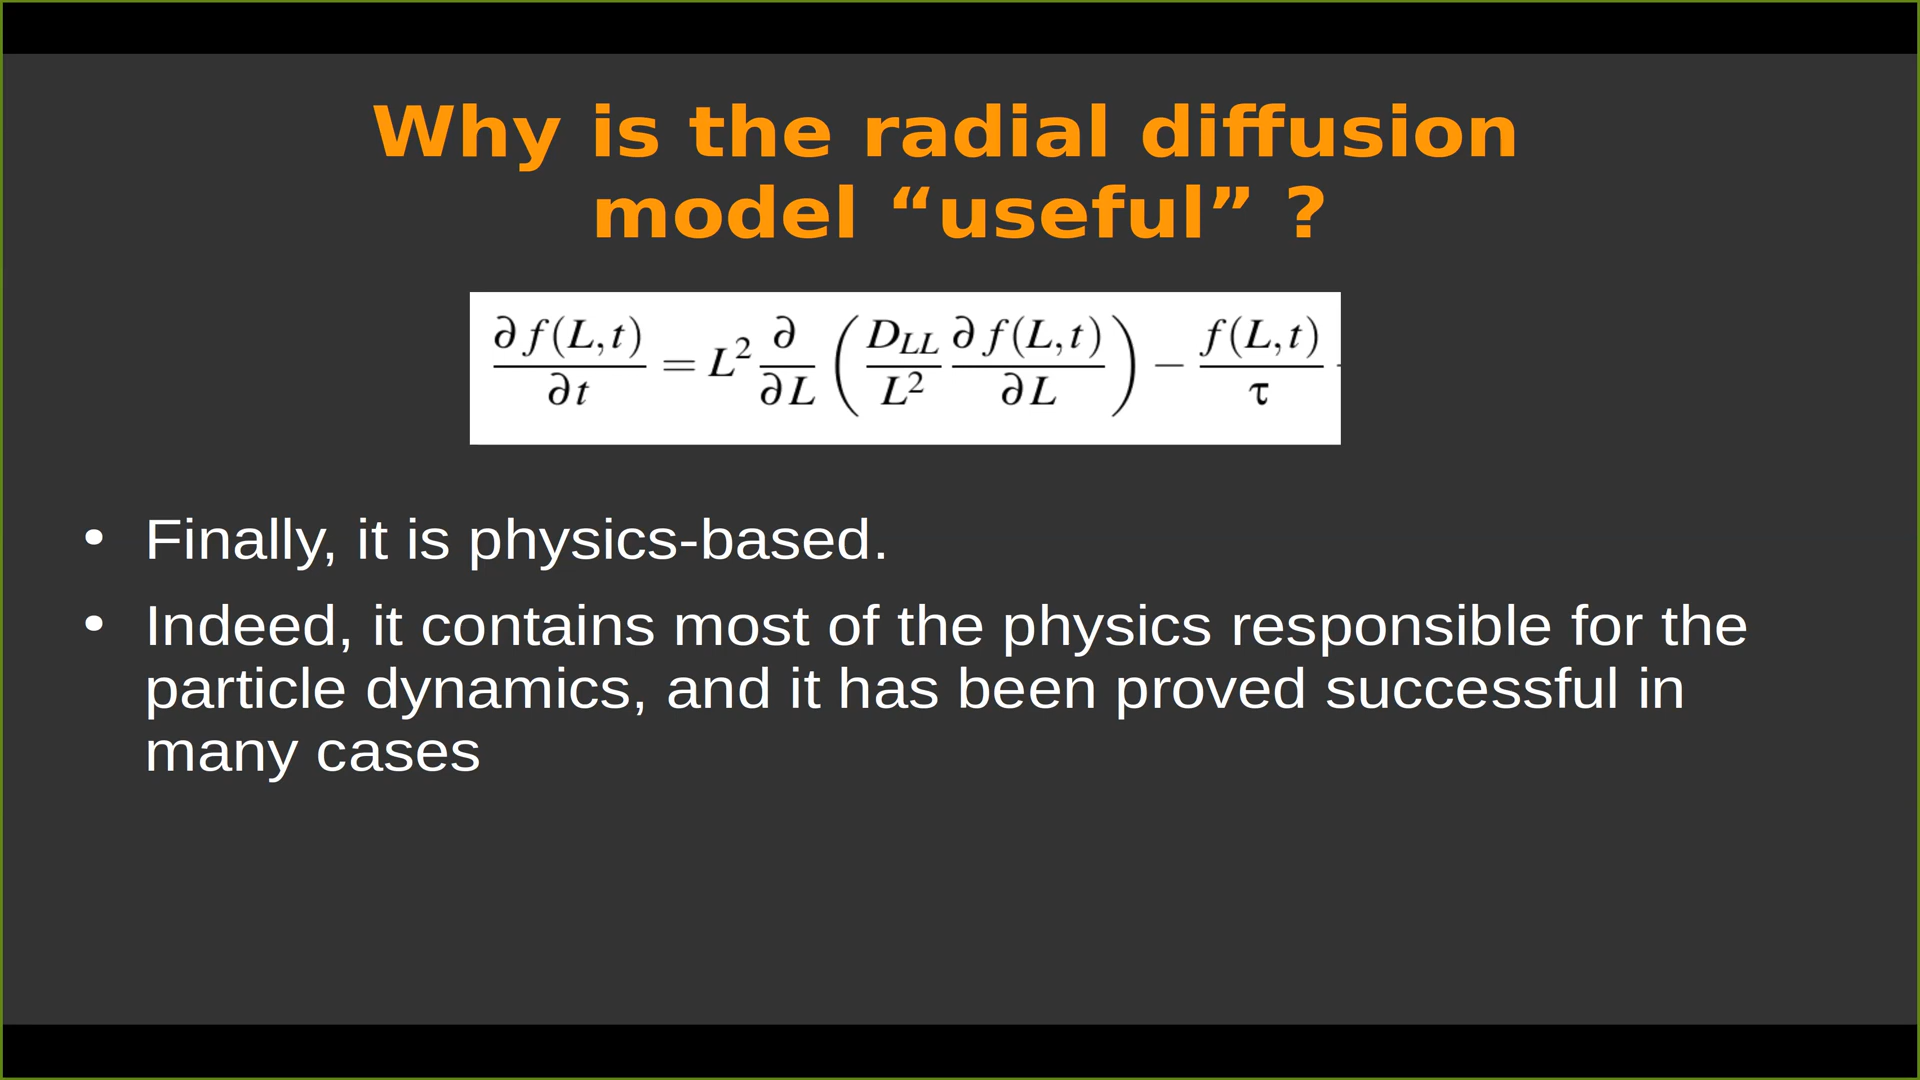 Why is the radial diffusion
model “useful” ?
∂f(L,t)/∂t = L² ∂/∂L (D_LL/L² ∂f(L,t)/∂L) − f(L,t)/τ
• Finally, it is physics-based.
• Indeed, it contains most of the physics responsible for the
particle dynamics, and it has been proved successful in
many cases